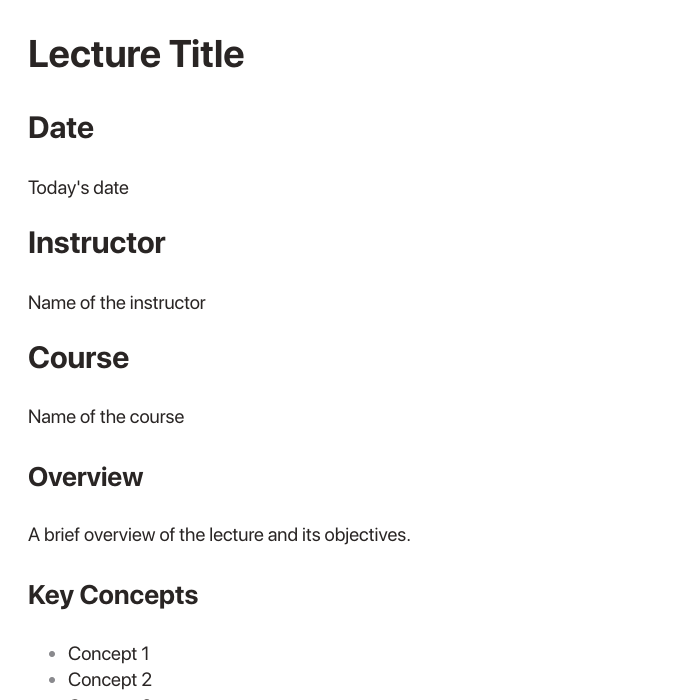 Lecture Title
Date
Today's date
Instructor
Name of the instructor
Course
Name of the course
Overview
A brief overview of the lecture and its objectives.
Key Concepts
Concept 1
Concept 2